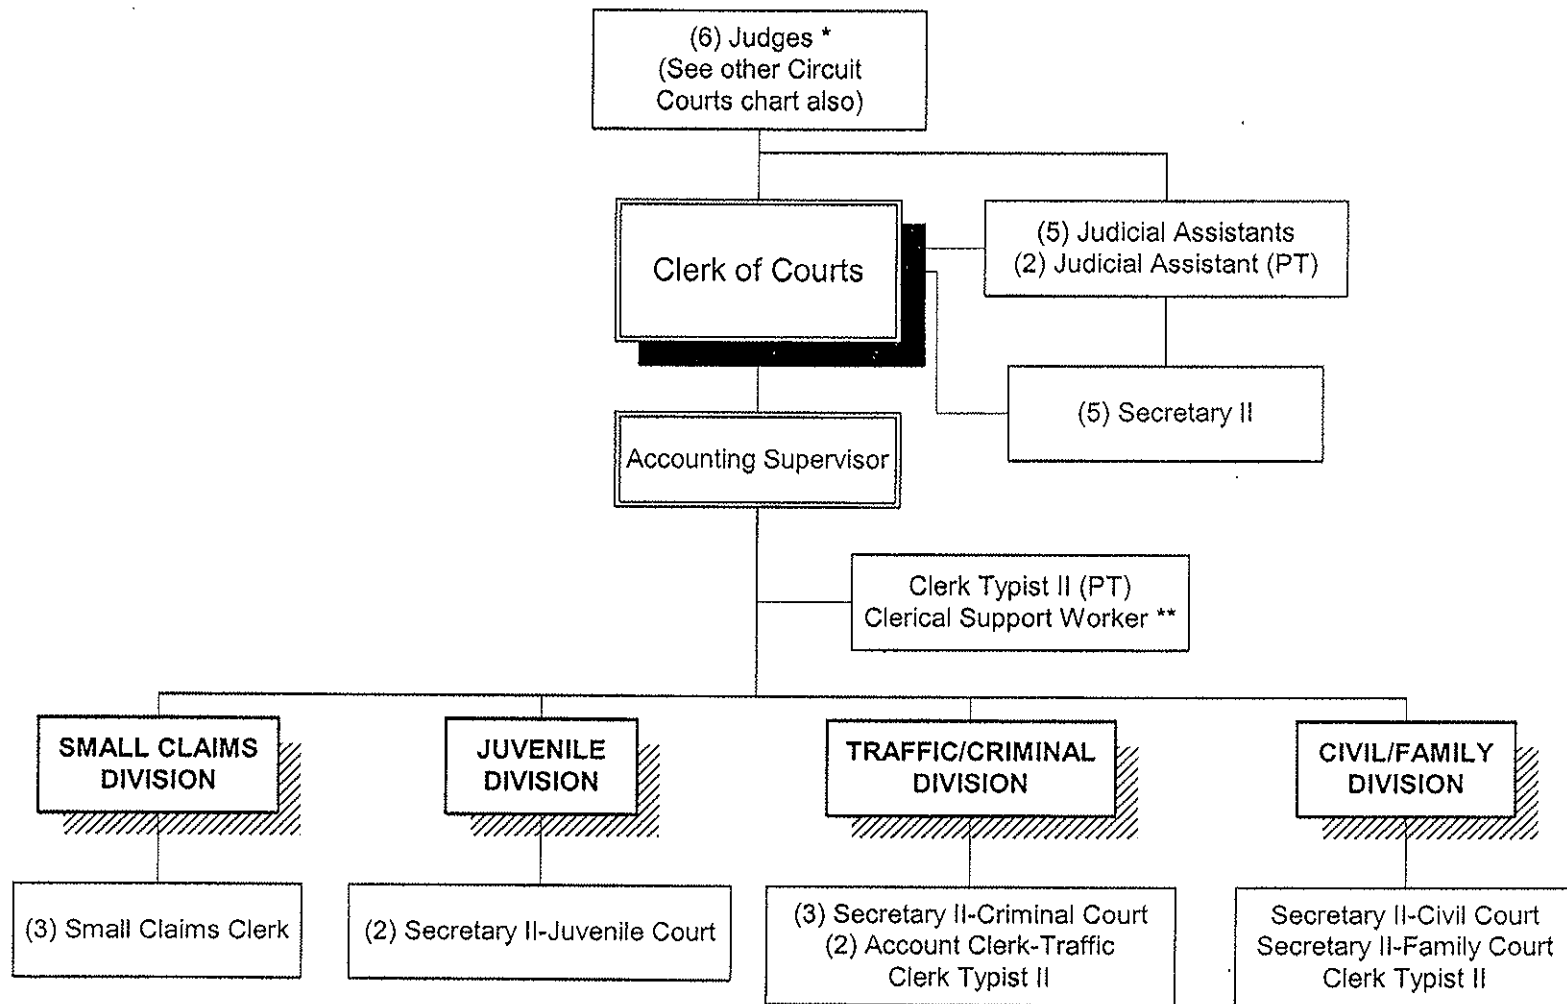 (6) Judges *
(See other Circuit
Courts chart also)
Clerk of Courts
(5) Judicial Assistants
(2) Judicial Assistant (PT)
(5) Secretary II
Accounting Supervisor
Clerk Typist II (PT)
Clerical Support Worker **
SMALL CLAIMS
DIVISION
JUVENILE
DIVISION
TRAFFIC/CRIMINAL
DIVISION
CIVIL/FAMILY
DIVISION
(3) Small Claims Clerk
(2) Secretary II-Juvenile Court
(3) Secretary II-Criminal Court
(2) Account Clerk-Traffic
Clerk Typist II
Secretary II-Civil Court
Secretary II-Family Court
Clerk Typist II